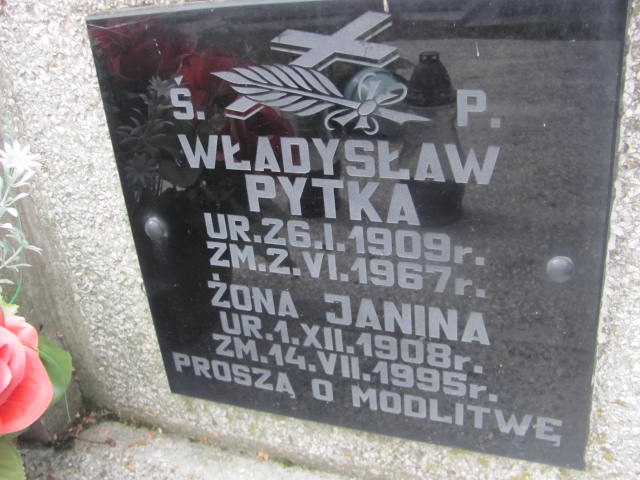 Ś. P.
WŁADYSŁAW
PYTKA
UR.26.I.1909r.
ZM.2.VI.1967r.
ŻONA JANINA
UR.1.XII.1908r.
ZM.14.VII.1995r.
PROSZĄ O MODLITWĘ